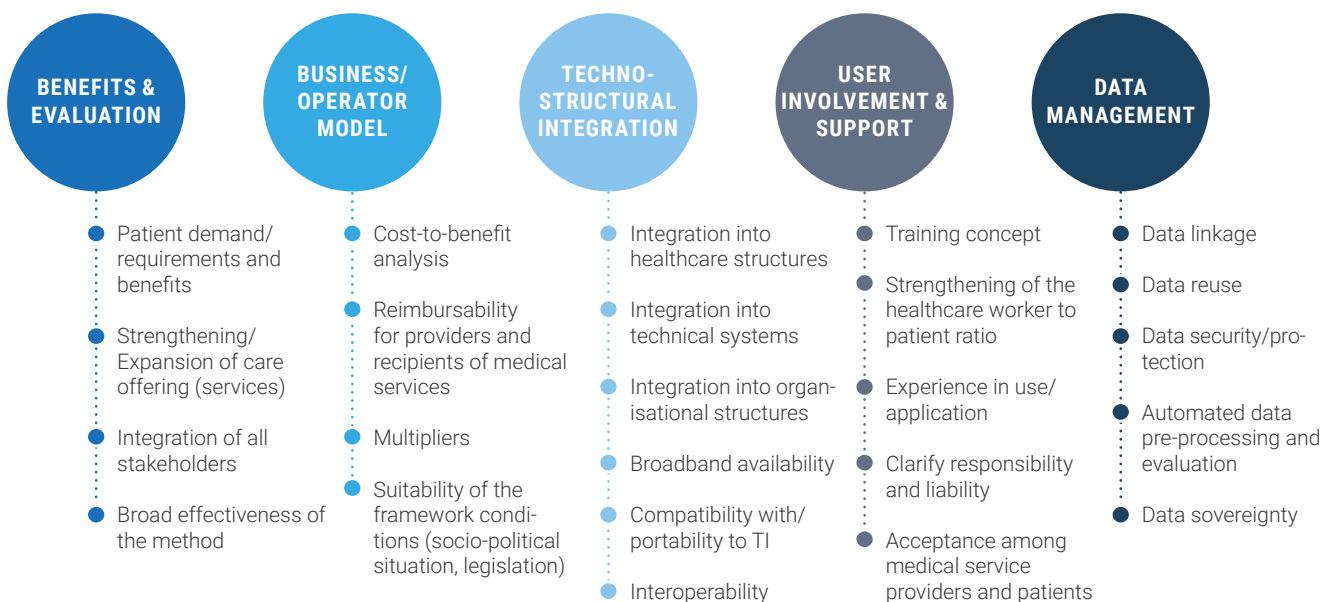 BENEFITS &
EVALUATION
Patient demand/
requirements and
benefits
Strengthening/
Expansion of care
offering (services)
Integration of all
stakeholders
Broad effectiveness of
the method
BUSINESS/
OPERATOR
MODEL
Cost-to-benefit
analysis
Reimbursability
for providers and
recipients of medical
services
Multipliers
Suitability of the
framework condi-
tions (socio-political
situation, legislation)
TECHNO-
STRUCTURAL
INTEGRATION
Integration into
healthcare structures
Integration into
technical systems
Integration into organ-
isational structures
Broadband availability
Compatibility with/
portability to TI
Interoperability
USER
INVOLVEMENT &
SUPPORT
Training concept
Strengthening of the
healthcare worker to
patient ratio
Experience in use/
application
Clarify responsibility
and liability
Acceptance among
medical service
providers and patients
DATA
MANAGEMENT
Data linkage
Data reuse
Data security/pro-
tection
Automated data
pre-processing and
evaluation
Data sovereignty